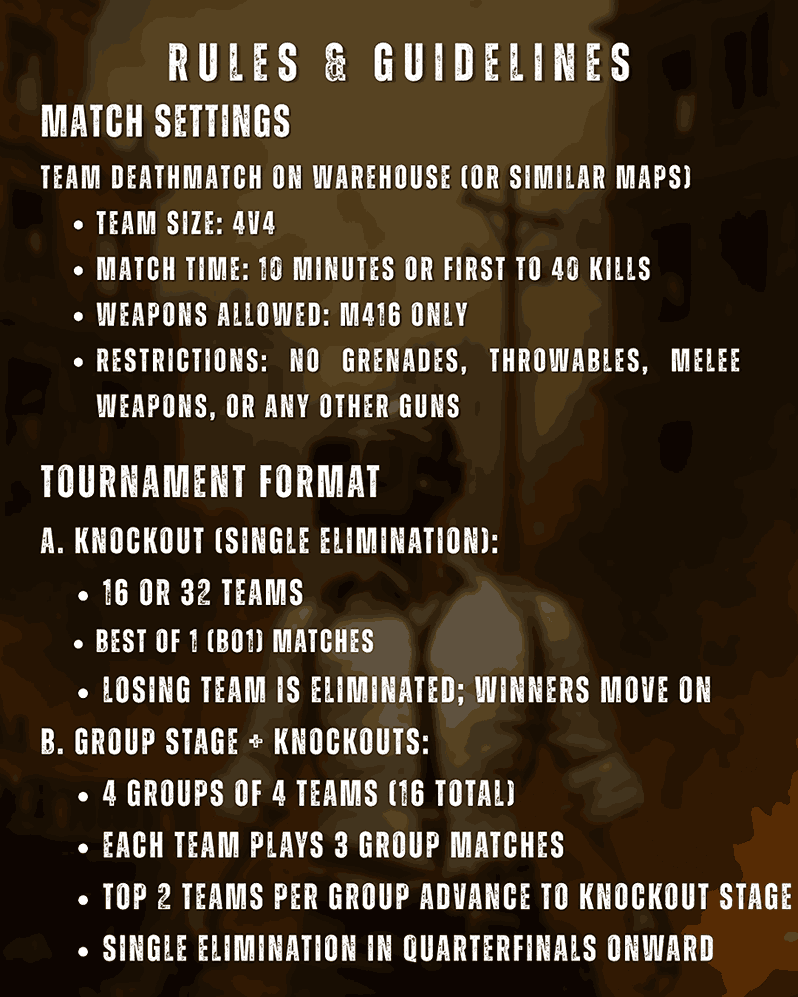 RULES & GUIDELINES
MATCH SETTINGS
TEAM DEATHMATCH ON WAREHOUSE (OR SIMILAR MAPS)
• TEAM SIZE: 4V4
• MATCH TIME: 10 MINUTES OR FIRST TO 40 KILLS
• WEAPONS ALLOWED: M416 ONLY
• RESTRICTIONS: NO GRENADES, THROWABLES, MELEE
WEAPONS, OR ANY OTHER GUNS
TOURNAMENT FORMAT
A. KNOCKOUT (SINGLE ELIMINATION):
• 16 OR 32 TEAMS
• BEST OF 1 (BO1) MATCHES
• LOSING TEAM IS ELIMINATED; WINNERS MOVE ON
B. GROUP STAGE + KNOCKOUTS:
• 4 GROUPS OF 4 TEAMS (16 TOTAL)
• EACH TEAM PLAYS 3 GROUP MATCHES
• TOP 2 TEAMS PER GROUP ADVANCE TO KNOCKOUT STAGE
• SINGLE ELIMINATION IN QUARTERFINALS ONWARD